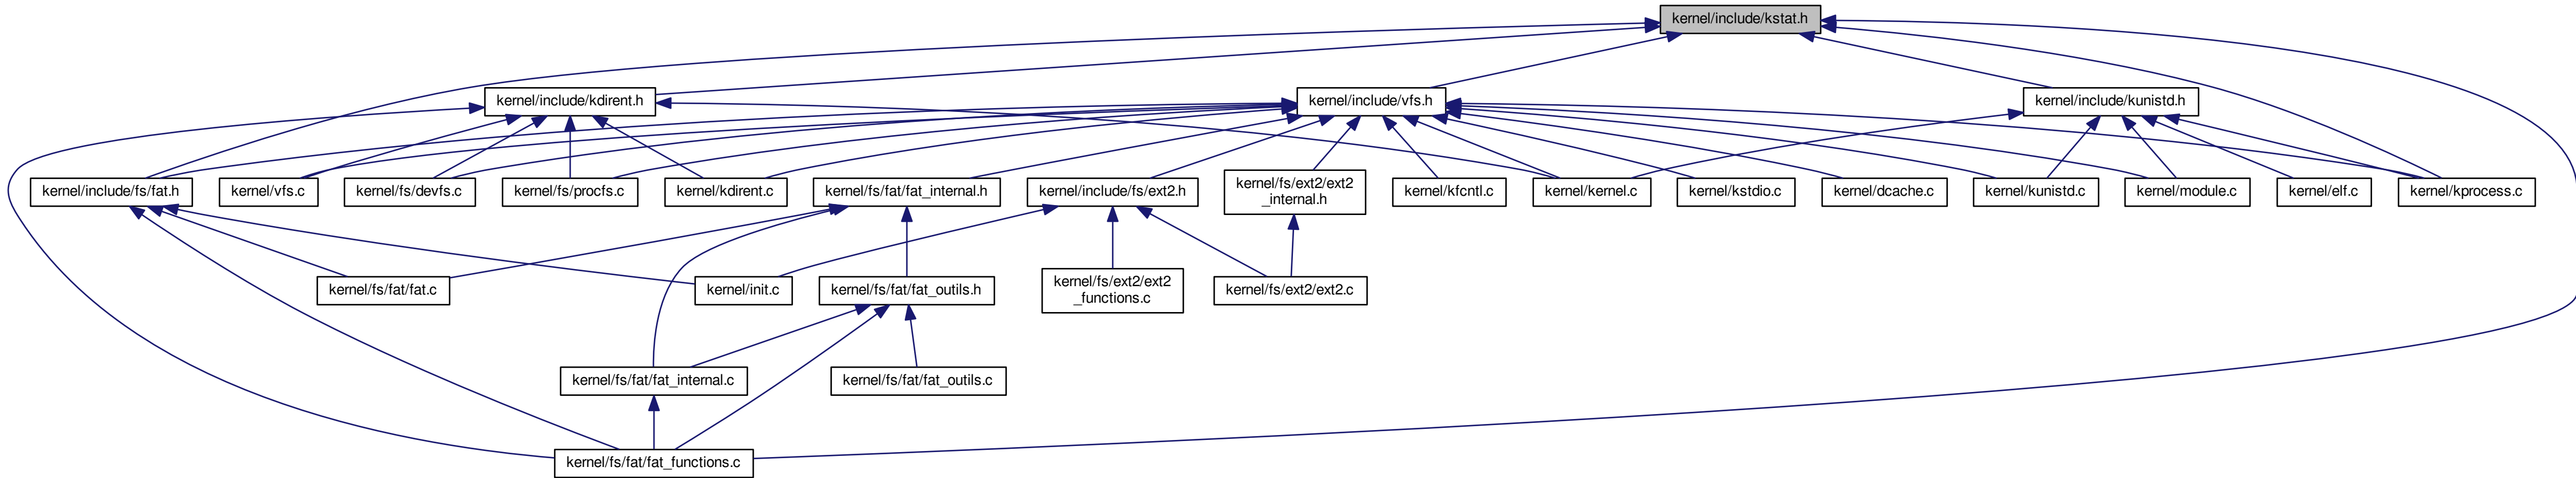 kernel/include/kstat.h
kernel/include/kdirent.h
kernel/include/vfs.h
kernel/include/kunistd.h
kernel/include/fs/fat.h
kernel/vfs.c
kernel/fs/devfs.c
kernel/fs/procfs.c
kernel/kdirent.c
kernel/fs/fat/fat_internal.h
kernel/include/fs/ext2.h
kernel/fs/ext2/ext2
_internal.h
kernel/kfcntl.c
kernel/kernel.c
kernel/kstdio.c
kernel/dcache.c
kernel/kunistd.c
kernel/module.c
kernel/elf.c
kernel/kprocess.c
kernel/fs/fat/fat.c
kernel/init.c
kernel/fs/fat/fat_outils.h
kernel/fs/ext2/ext2
_functions.c
kernel/fs/ext2/ext2.c
kernel/fs/fat/fat_internal.c
kernel/fs/fat/fat_outils.c
kernel/fs/fat/fat_functions.c